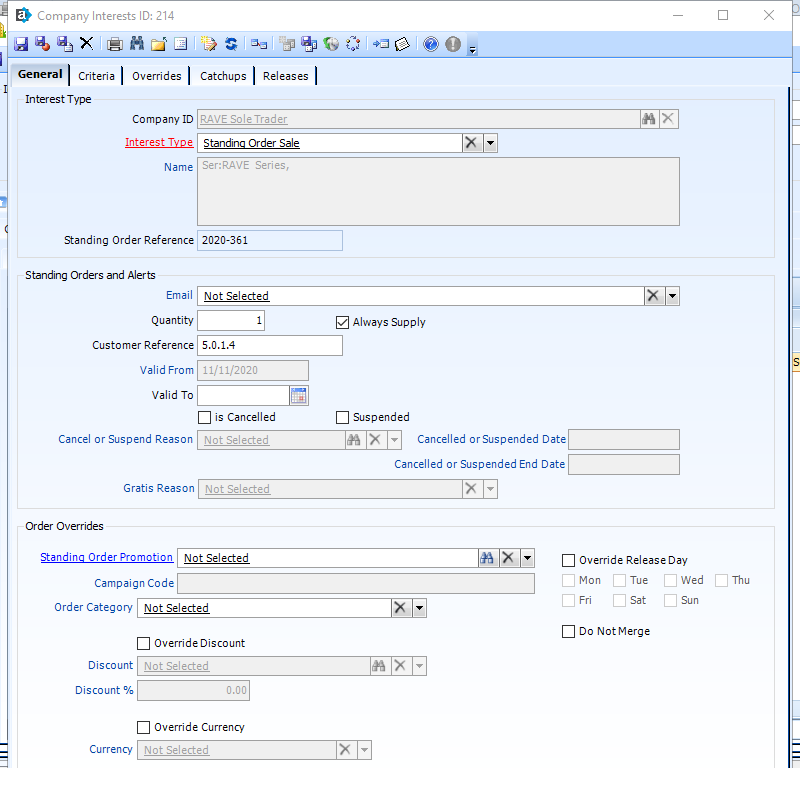 Company Interests ID: 214
General Criteria Overrides Catchups Releases
Interest Type
Company ID RAVE Sole Trader
Interest Type Standing Order Sale
Name Ser:RAVE Series,
Standing Order Reference 2020-361
Standing Orders and Alerts
Email Not Selected
Quantity 1 Always Supply
Customer Reference 5.0.1.4
Valid From 11/11/2020
Valid To
is Cancelled Suspended
Cancel or Suspend Reason Not Selected Cancelled or Suspended Date
Cancelled or Suspended End Date
Gratis Reason Not Selected
Order Overrides
Standing Order Promotion Not Selected Override Release Day
Campaign Code Mon Tue Wed Thu
Order Category Not Selected Fri Sat Sun
Do Not Merge
Override Discount
Discount Not Selected
Discount % 0.00
Override Currency
Currency Not Selected